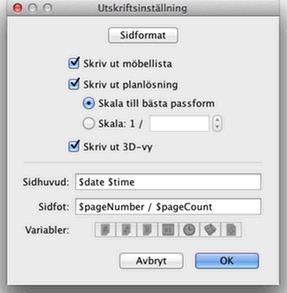 Utskriftsinställning
Sidformat
Skriv ut möbellista
Skriv ut planlösning
Skala till bästa passform
Skala: 1 /
Skriv ut 3D-vy
Sidhuvud: $date $time
Sidfot: $pageNumber / $pageCount
Variabler:
Avbryt OK